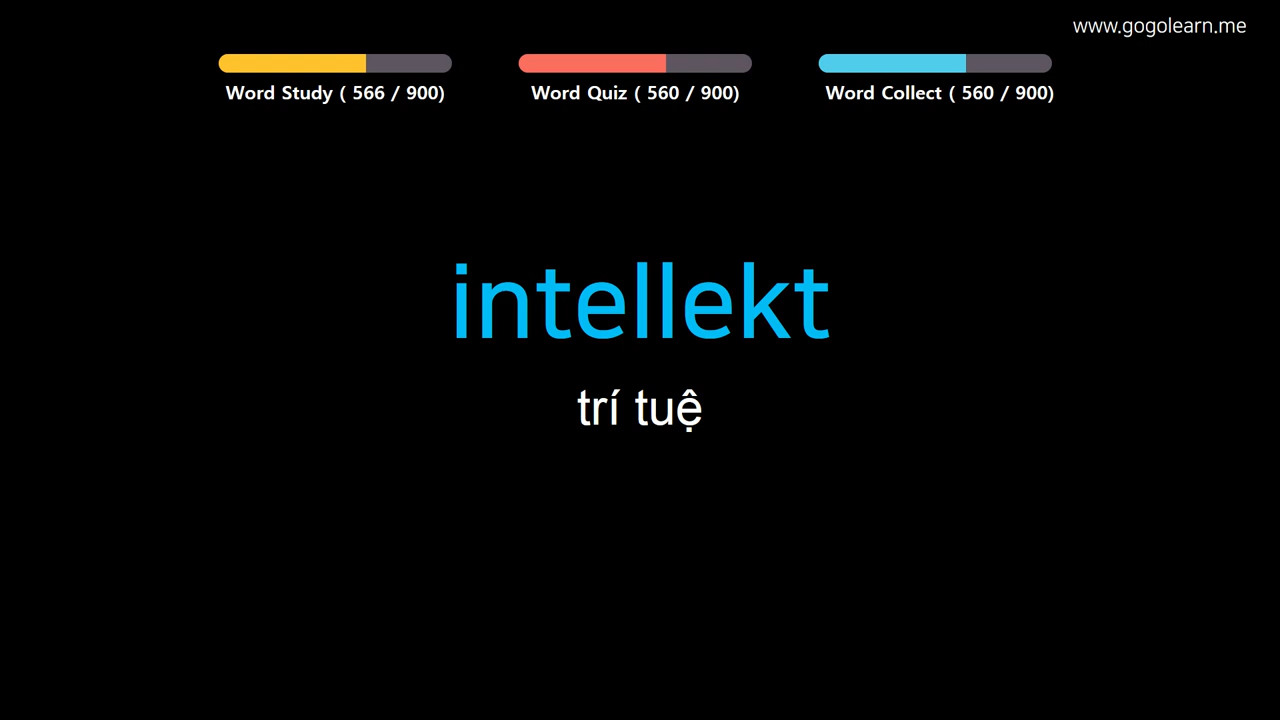 www.gogolearn.me
Word Study ( 566 / 900)
Word Quiz ( 560 / 900)
Word Collect ( 560 / 900)
intellekt
trí tuệ